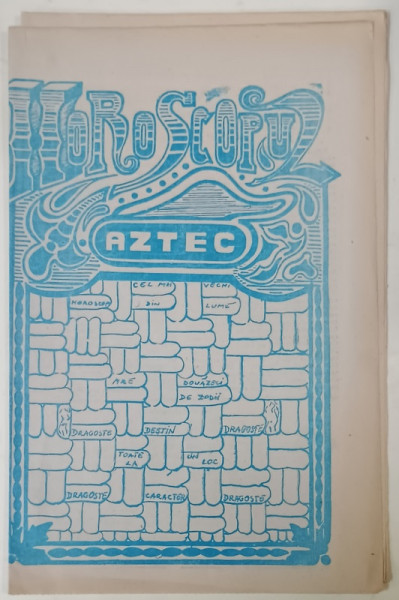 HOROSCOPUL
AZTEC
CEL MAI VECHI
HOROSCOP DIN LUME
ARE DOUĂZECI
DE ZODII
DRAGOSTE DESTIN DRAGOSTE
TOATE UN
LA LOC
DRAGOSTE CARACTER DRAGOSTE